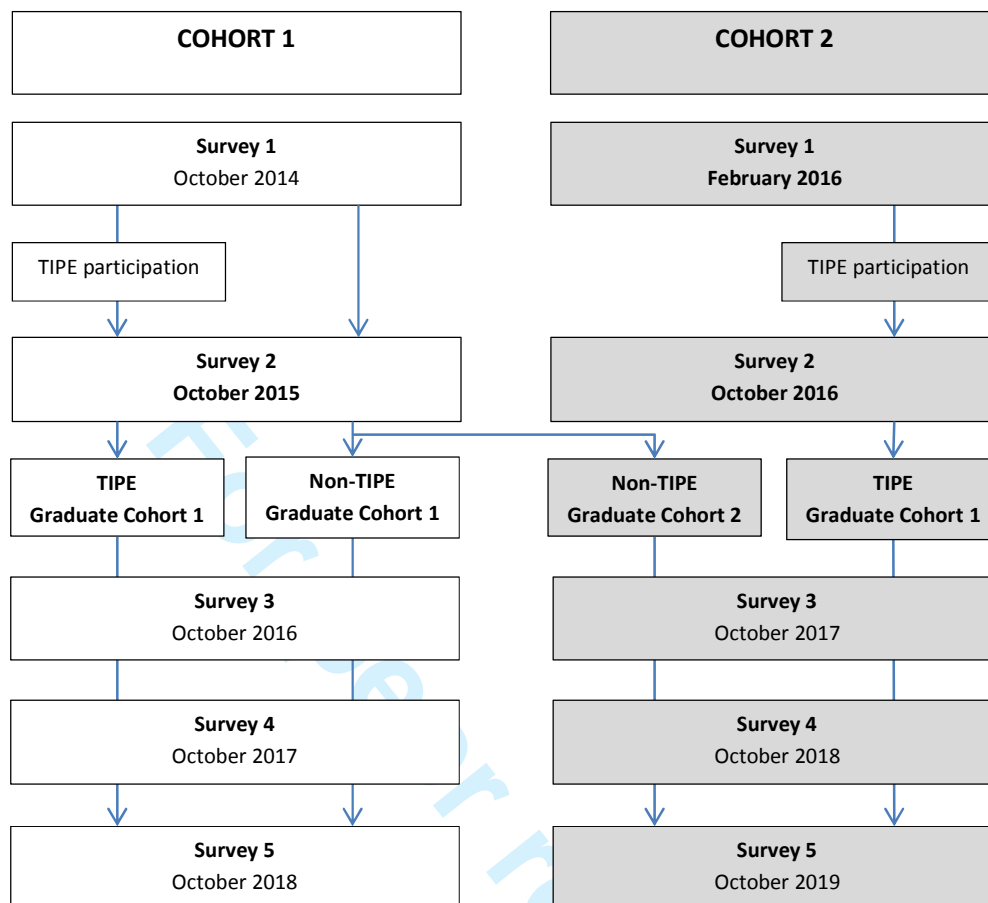 COHORT 1
COHORT 2
Survey 1
October 2014
Survey 1
February 2016
TIPE participation
TIPE participation
Survey 2
October 2015
Survey 2
October 2016
TIPE
Graduate Cohort 1
Non-TIPE
Graduate Cohort 1
Non-TIPE
Graduate Cohort 2
TIPE
Graduate Cohort 1
Survey 3
October 2016
Survey 3
October 2017
Survey 4
October 2017
Survey 4
October 2018
Survey 5
October 2018
Survey 5
October 2019